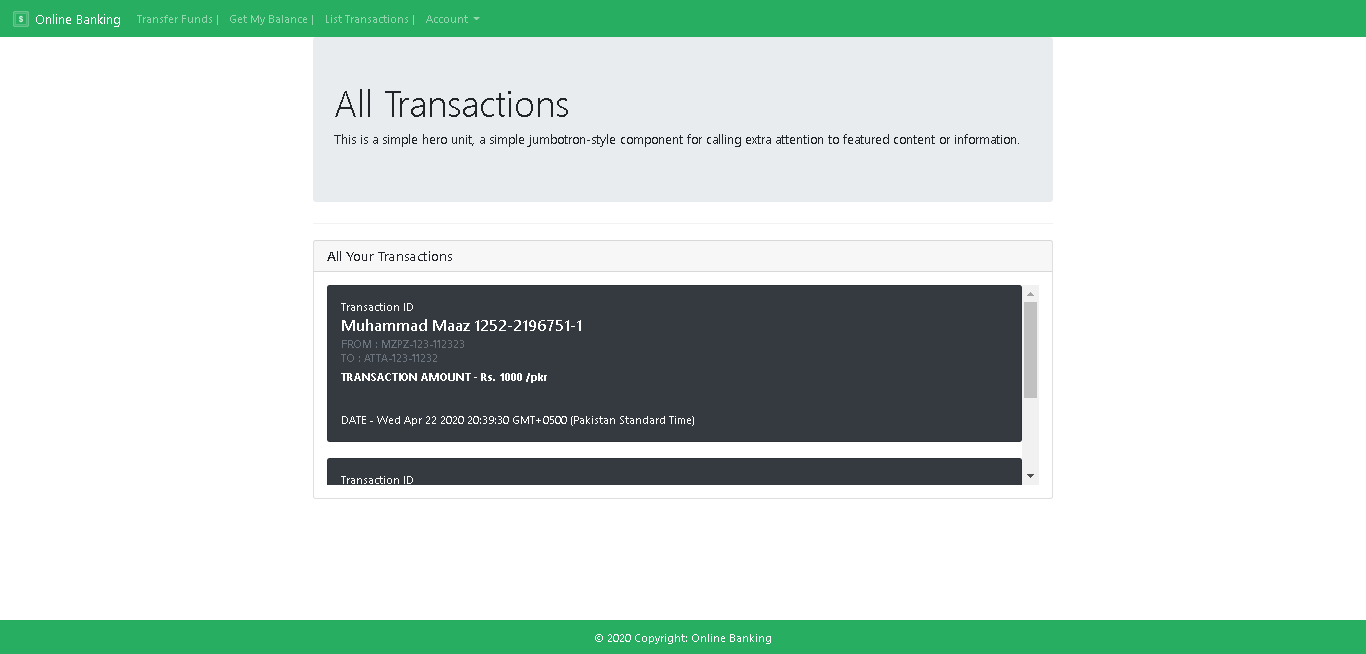 $ Online Banking Transfer Funds | Get My Balance | List Transactions | Account
All Transactions
This is a simple hero unit, a simple jumbotron-style component for calling extra attention to featured content or information.
All Your Transactions
Transaction ID
Muhammad Maaz 1252-2196751-1
FROM : MZPZ-123-112323
TO : ATTA-123-11232
TRANSACTION AMOUNT - Rs. 1000 /pkr
DATE - Wed Apr 22 2020 20:39:30 GMT+0500 (Pakistan Standard Time)
Transaction ID
© 2020 Copyright: Online Banking